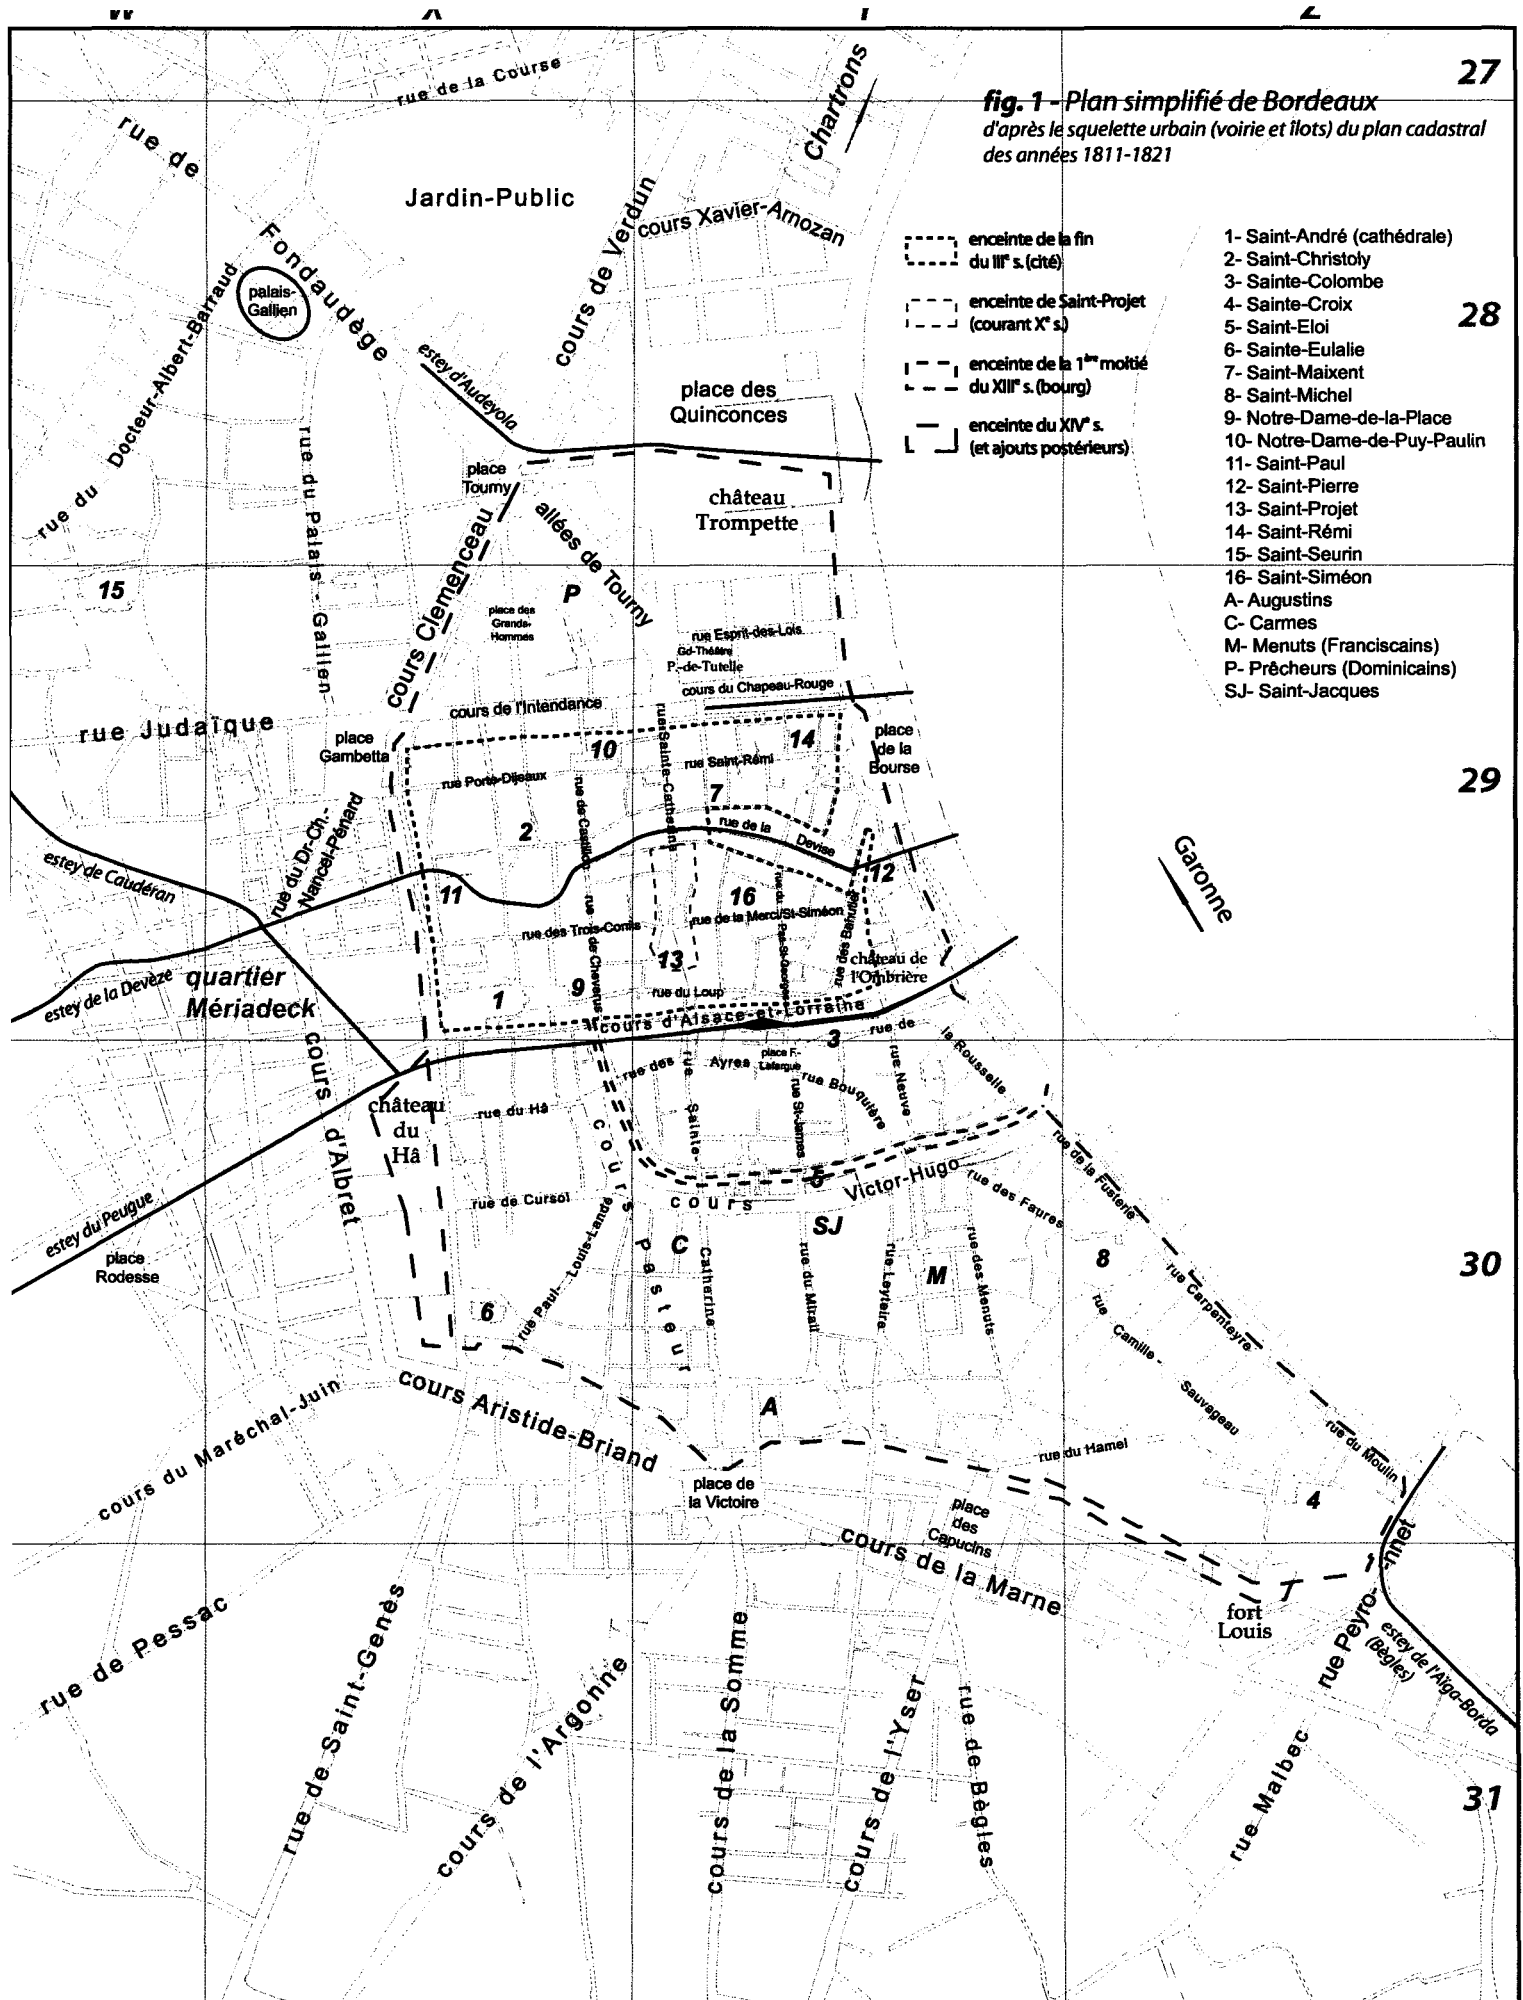 27
fig. 1 - Plan simplifié de Bordeaux
d'après le squelette urbain (voirie et îlots) du plan cadastral
des années 1811-1821
enceinte de la fin
du IIIe s. (cité)
enceinte de Saint-Projet
(courant Xe s.)
enceinte de la 1ère moitié
du XIIIe s. (bourg)
enceinte du XIVe s.
(et ajouts postérieurs)
1- Saint-André (cathédrale)
2- Saint-Christoly
3- Sainte-Colombe
4- Sainte-Croix
5- Saint-Eloi
6- Sainte-Eulalie
7- Saint-Maixent
8- Saint-Michel
9- Notre-Dame-de-la-Place
10- Notre-Dame-de-Puy-Paulin
11- Saint-Paul
12- Saint-Pierre
13- Saint-Projet
14- Saint-Rémi
15- Saint-Seurin
16- Saint-Siméon
A- Augustins
C- Carmes
M- Menuts (Franciscains)
P- Prêcheurs (Dominicains)
SJ- Saint-Jacques
28
29
30
31
rue de la Course
Chartrons
rue de
Fondaudège
Jardin-Public
cours de Verdun
cours Xavier-Arnozan
palais-
Gallien
rue du Docteur-Albert-Barraud
estey d'Audeyola
place des
Quinconces
rue du Palais-Gallien
place
Tourny
château
Trompette
allées de Tourny
cours Clemenceau
15
P
place des
Grands-
Hommes
rue Esprit-des-Lois
Gd-Théâtre
P.-de-Tutelle
cours du Chapeau-Rouge
cours de l'Intendance
rue Judaïque
place
Gambetta
10
14
place
de la
Bourse
rue Sainte-Catherine
rue Saint-Rémi
rue Porte-Dijeaux
7
rue de la
Devise
2
rue du Dr-Ch.-
Nancel-Pénard
estey de Caudéran
11
12
16
rue de la Merci/St-Siméon
rue des Trois-Conils
rue de Cheverus
rue du
Pas-St-Georges
rue des Bahutiers
château de
l'Ombrière
Garonne
13
9
1
rue du Loup
estey de la Devèze
quartier
Mériadeck
cours d'Alsace-et-Lorraine
3
rue de
la Rousselle
rue des
Ayres
place F.-
Lafargue
rue Bouquière
rue Neuve
rue St-James
rue
Sainte-
Catherine
cours
d'Albret
château
du
Hâ
rue du Hâ
cours
Pasteur
rue de Cursol
5
cours
Victor-Hugo
rue de la Fusterie
rue des Faures
SJ
C
M
8
estey du Peugue
place
Rodesse
rue Paul-Louis-Lande
6
rue du Mirail
rue Leyteire
rue des Menuts
rue Carpenteyre
rue
Camille-
Sauvageau
cours Aristide-Briand
cours du Maréchal-Juin
A
rue du Hamel
rue du Moulin
4
place de
la Victoire
place
des
Capucins
cours de la Marne
fort
Louis
rue Peyro-
-nnet
estey de l'Aïga-Borda
(Bègles)
rue de Pessac
rue de Saint-Genès
cours de l'Argonne
cours de la Somme
cours de l'Yser
rue de Bègles
rue Malbec